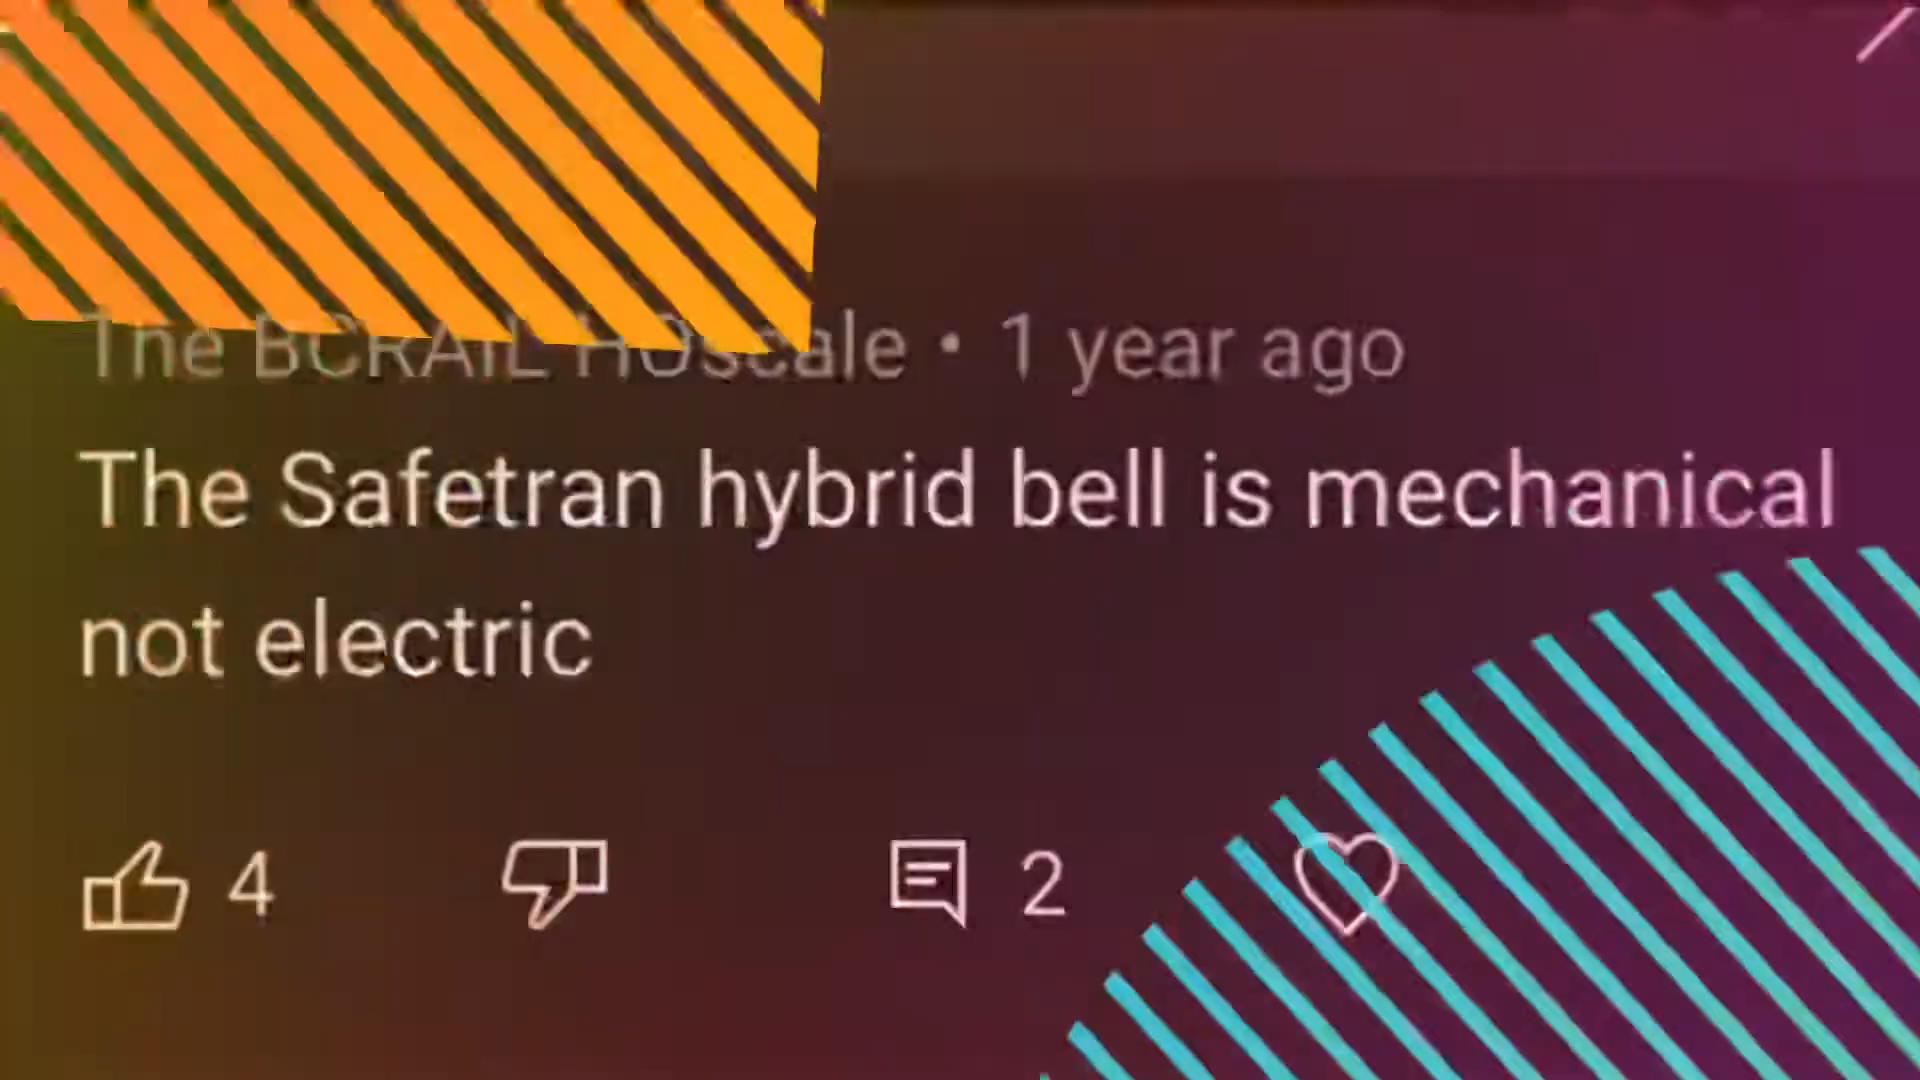 The BCRAIL HOscale • 1 year ago
The Safetran hybrid bell is mechanical
not electric
4
2